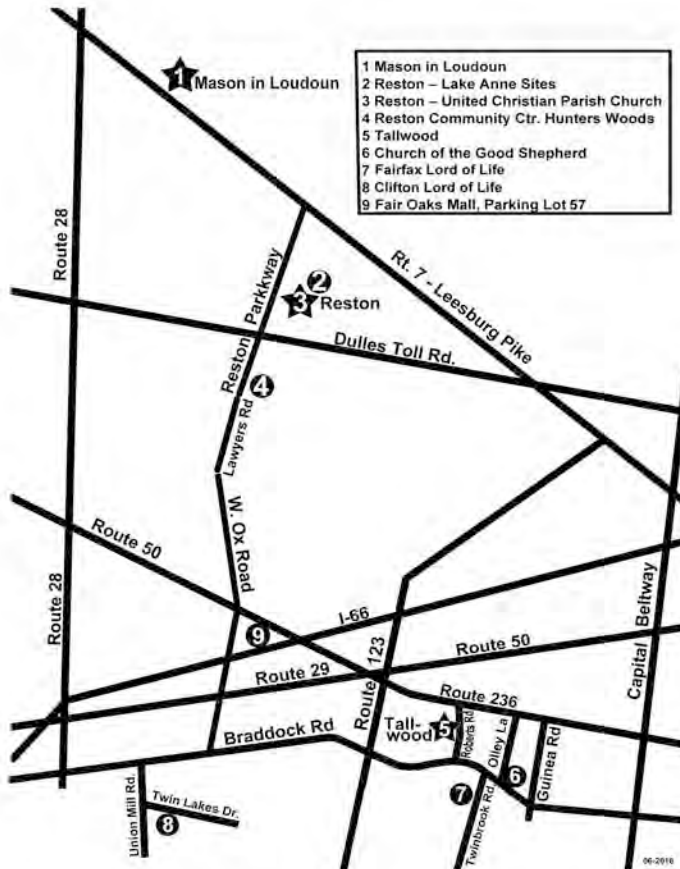 1 Mason in Loudoun
2 Reston – Lake Anne Sites
3 Reston – United Christian Parish Church
4 Reston Community Ctr. Hunters Woods
5 Tallwood
6 Church of the Good Shepherd
7 Fairfax Lord of Life
8 Clifton Lord of Life
9 Fair Oaks Mall, Parking Lot 57
1 Mason in Loudoun
Route 28
Reston Parkkway
2
3 Reston
Rt. 7 - Leesburg Pike
Dulles Toll Rd.
4
Lawyers Rd
W. Ox Road
Route 50
Route 28
9
I-66
Route 29
Route 50
Route 123
Capital Beltway
Route 236
Braddock Rd
Tall-
wood 5
Roberts Rd
Olley La
Guinea Rd
6
7
Twinbrook Rd.
Union Mill Rd.
Twin Lakes Dr.
8
06-2016